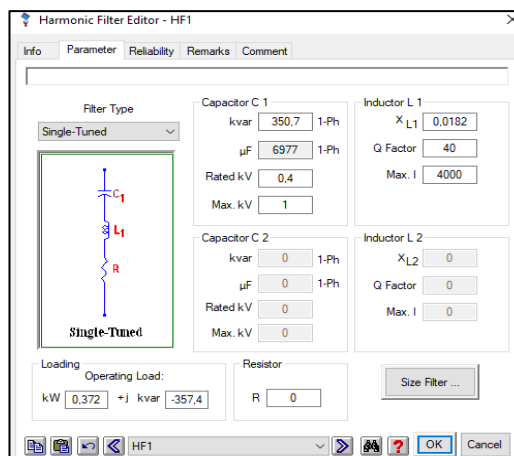 Harmonic Filter Editor - HF1
Info Parameter Reliability Remarks Comment
Filter Type
Single-Tuned
C1
L1
R
Single-Tuned
Capacitor C 1
kvar 350,7 1-Ph
µF 6977 1-Ph
Rated kV 0,4
Max. kV 1
Inductor L 1
XL1 0,0182
Q Factor 40
Max. I 4000
Capacitor C 2
kvar 0 1-Ph
µF 0 1-Ph
Rated kV 0
Max. kV 0
Inductor L 2
XL2 0
Q Factor 0
Max. I 0
Loading
Operating Load:
kW 0,372 +j kvar -357,4
Resistor
R 0
Size Filter ...
HF1
? OK Cancel